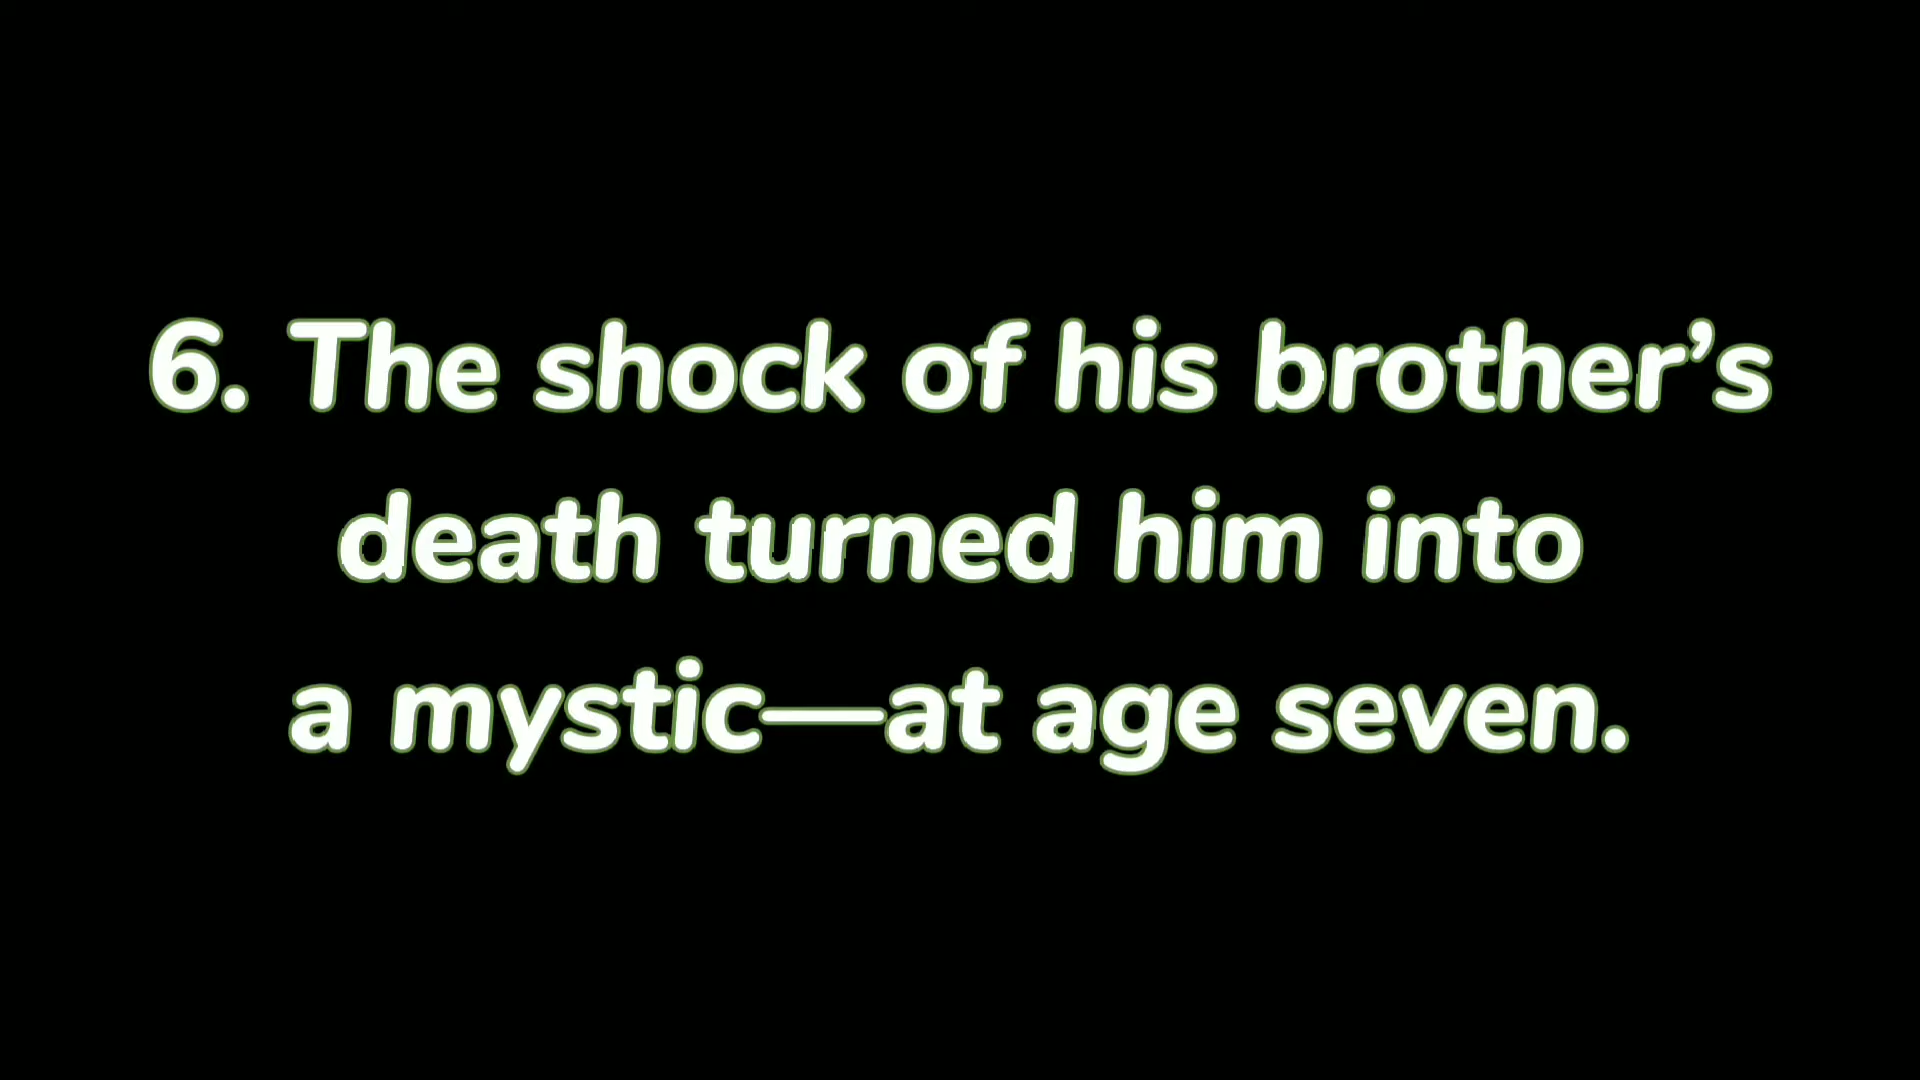 6. The shock of his brother’s
death turned him into
a mystic—at age seven.